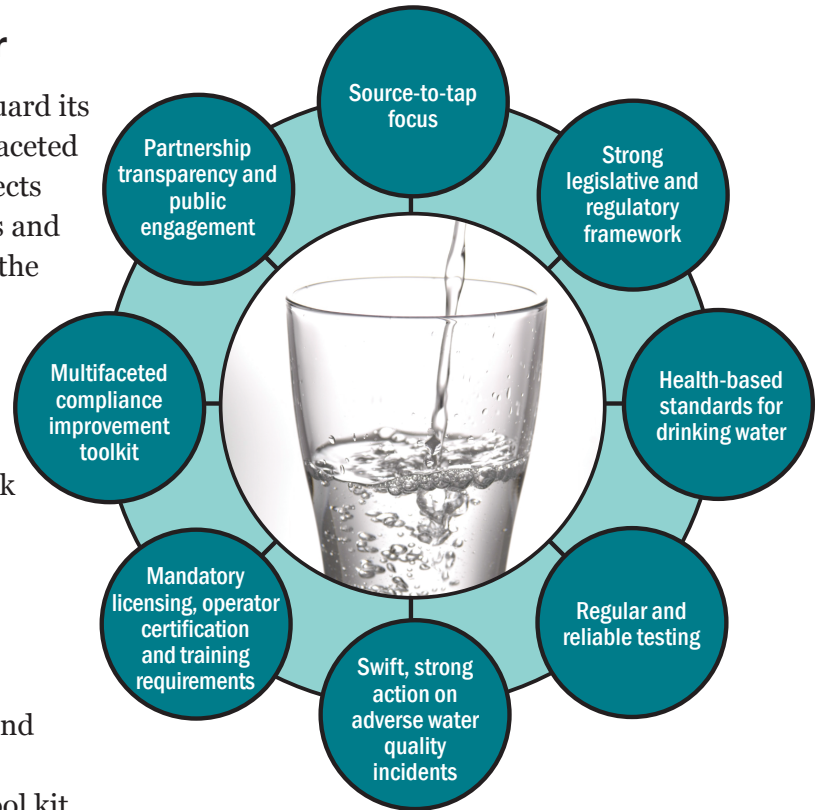 r
uard its
aceted
ects
s and
the
k
nd
ool kit
Source-to-tap
focus
Strong
legislative and
regulatory
framework
Health-based
standards for
drinking water
Regular and
reliable testing
Swift, strong
action on
adverse water
quality
incidents
Mandatory
licensing, operator
certification
and training
requirements
Multifaceted
compliance
improvement
toolkit
Partnership
transparency and
public
engagement